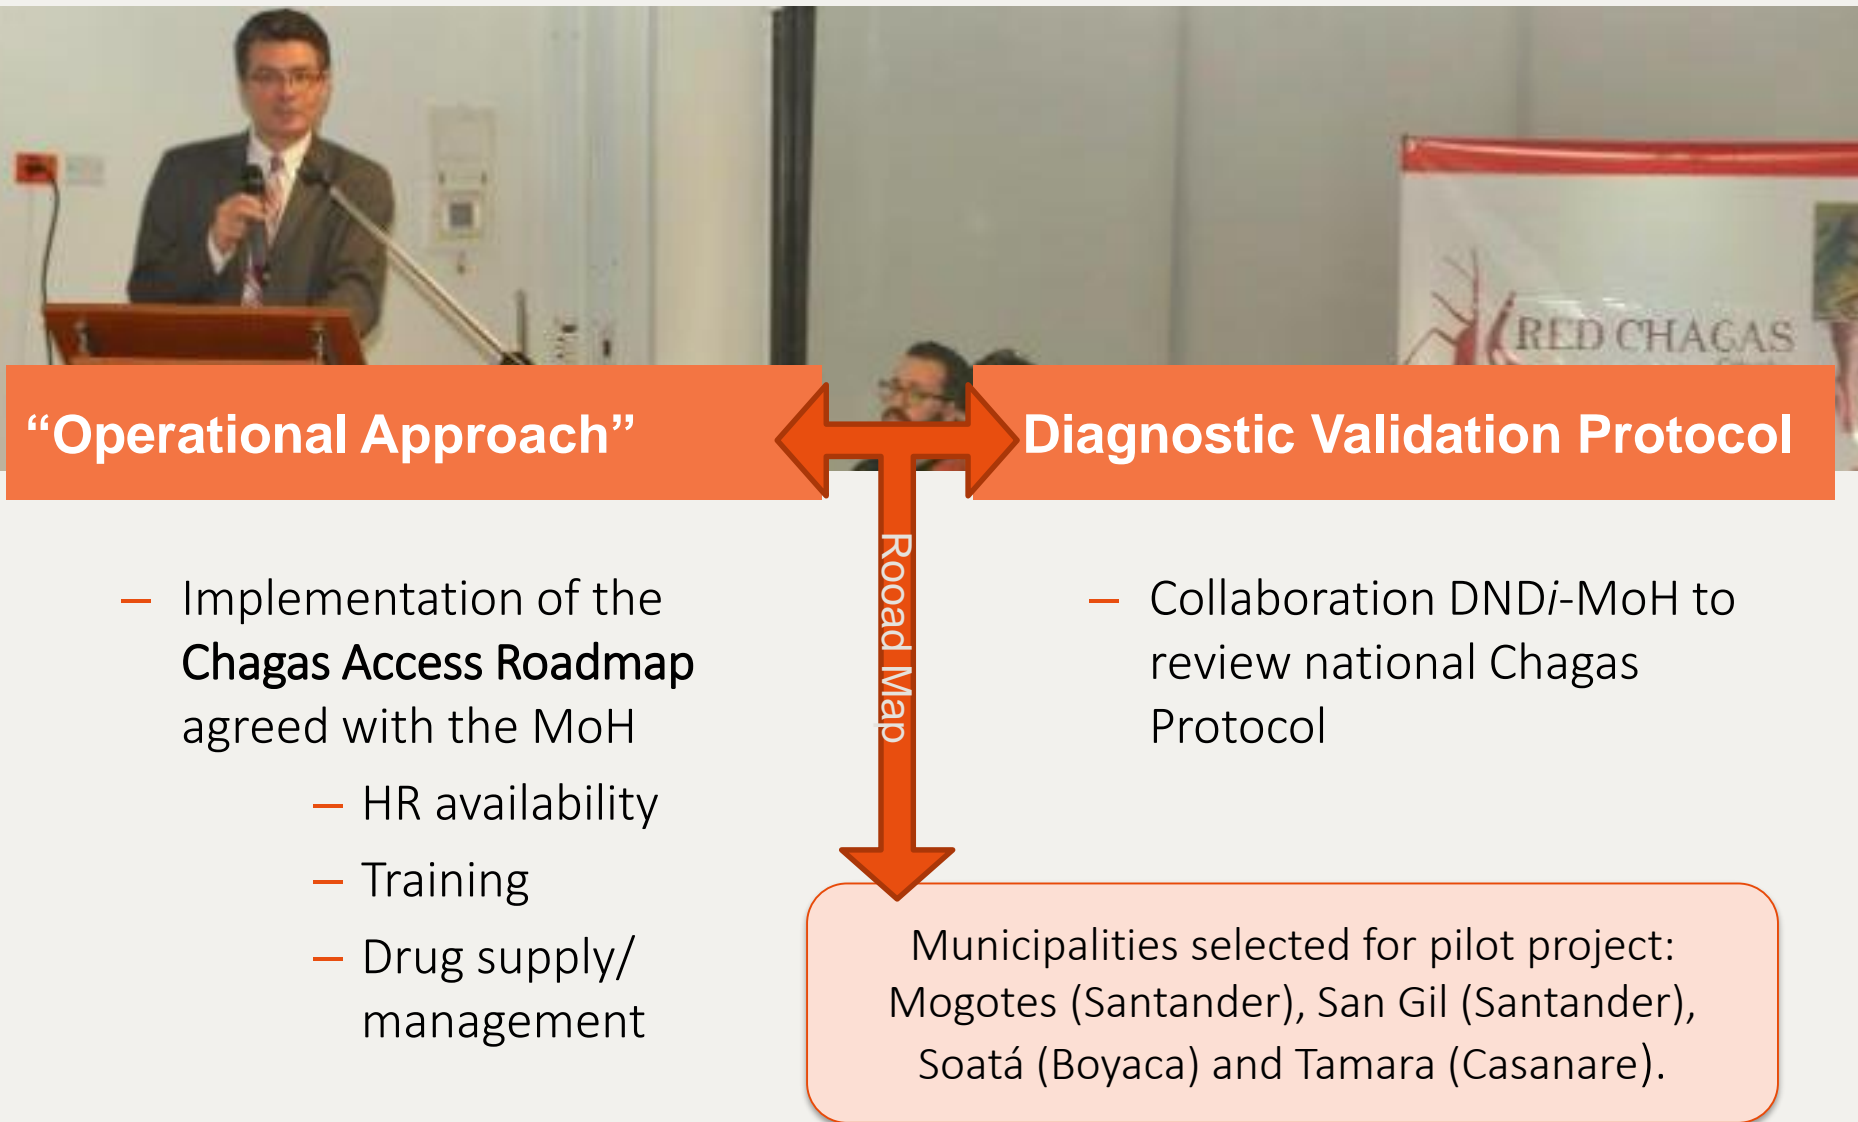 RED CHAGAS
“Operational Approach”
Diagnostic Validation Protocol
Rooad Map
– Implementation of the
Chagas Access Roadmap
agreed with the MoH
– HR availability
– Training
– Drug supply/
management
– Collaboration DNDi-MoH to
review national Chagas
Protocol
Municipalities selected for pilot project:
Mogotes (Santander), San Gil (Santander),
Soatá (Boyaca) and Tamara (Casanare).